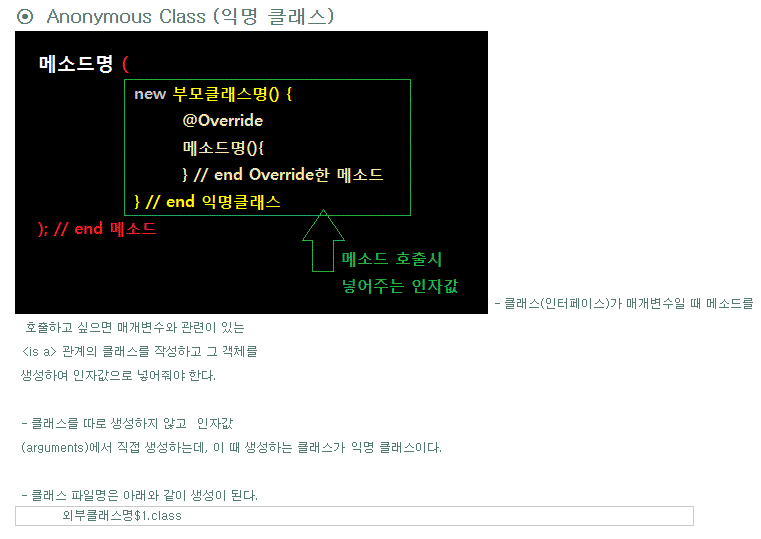 ⊙ Anonymous Class (익명 클래스)
메소드명 (
new 부모클래스명() {
@Override
메소드명(){
} // end Override한 메소드
} // end 익명클래스
); // end 메소드
메소드 호출시
넣어주는 인자값
- 클래스(인터페이스)가 매개변수일 때 메소드를
호출하고 싶으면 매개변수와 관련이 있는
<is a> 관계의 클래스를 작성하고 그 객체를
생성하여 인자값으로 넣어줘야 한다.
- 클래스를 따로 생성하지 않고 인자값
(arguments)에서 직접 생성하는데, 이 때 생성하는 클래스가 익명 클래스이다.
- 클래스 파일명은 아래와 같이 생성이 된다.
외부클래스명$1.class